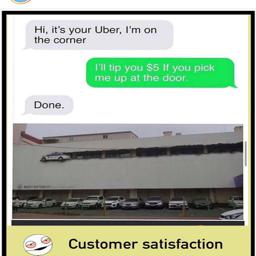 Hi, it's your Uber, I'm on
the corner
I'll tip you $5 If you pick
me up at the door.
Done.
Customer satisfaction